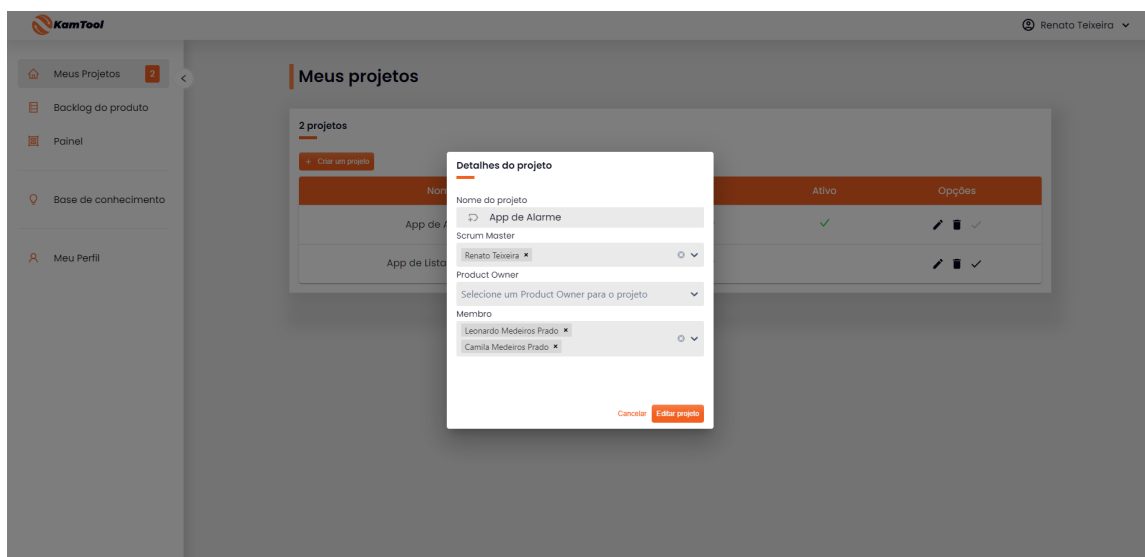 KamTool
Renato Teixeira
Meus Projetos 2
Backlog do produto
Painel
Base de conhecimento
Meu Perfil
Meus projetos
2 projetos
+ Criar um projeto
Ativo Opções
App de
App de Lista
Detalhes do projeto
Nome do projeto
App de Alarme
Scrum Master
Renato Teixeira ×
Product Owner
Selecione um Product Owner para o projeto
Membro
Leonardo Medeiros Prado ×
Camila Medeiros Prado ×
Cancelar Editar projeto